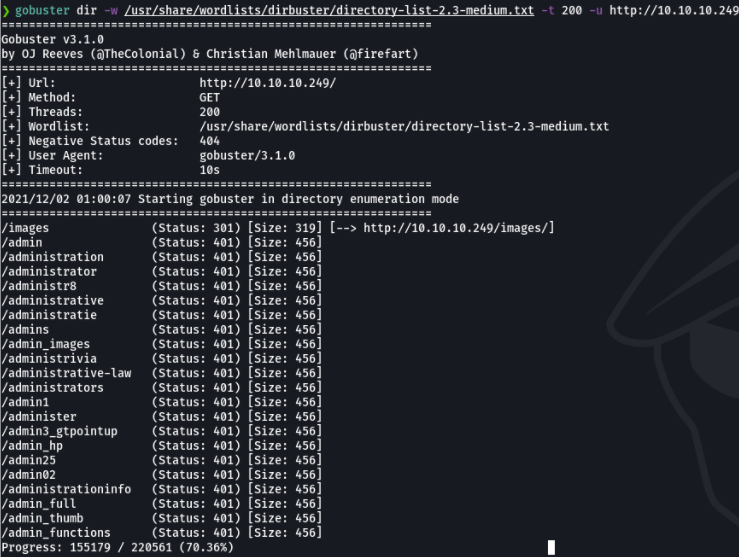 ❯ gobuster dir -w /usr/share/wordlists/dirbuster/directory-list-2.3-medium.txt -t 200 -u http://10.10.10.249
===============================================================
Gobuster v3.1.0
by OJ Reeves (@TheColonial) & Christian Mehlmauer (@firefart)
===============================================================
[+] Url:                     http://10.10.10.249/
[+] Method:                  GET
[+] Threads:                 200
[+] Wordlist:                /usr/share/wordlists/dirbuster/directory-list-2.3-medium.txt
[+] Negative Status codes:   404
[+] User Agent:              gobuster/3.1.0
[+] Timeout:                 10s
===============================================================
2021/12/02 01:00:07 Starting gobuster in directory enumeration mode
===============================================================
/images               (Status: 301) [Size: 319] [--> http://10.10.10.249/images/]
/admin                (Status: 401) [Size: 456]
/administration       (Status: 401) [Size: 456]
/administrator        (Status: 401) [Size: 456]
/administr8           (Status: 401) [Size: 456]
/administrative       (Status: 401) [Size: 456]
/administratie        (Status: 401) [Size: 456]
/admins               (Status: 401) [Size: 456]
/admin_images         (Status: 401) [Size: 456]
/administrivia        (Status: 401) [Size: 456]
/administrative-law   (Status: 401) [Size: 456]
/administrators       (Status: 401) [Size: 456]
/admin1               (Status: 401) [Size: 456]
/administer           (Status: 401) [Size: 456]
/admin3_gtpointup     (Status: 401) [Size: 456]
/admin_hp             (Status: 401) [Size: 456]
/admin25              (Status: 401) [Size: 456]
/admin02              (Status: 401) [Size: 456]
/administrationinfo   (Status: 401) [Size: 456]
/admin_full           (Status: 401) [Size: 456]
/admin_thumb          (Status: 401) [Size: 456]
/admin_functions      (Status: 401) [Size: 456]
Progress: 155179 / 220561 (70.36%)